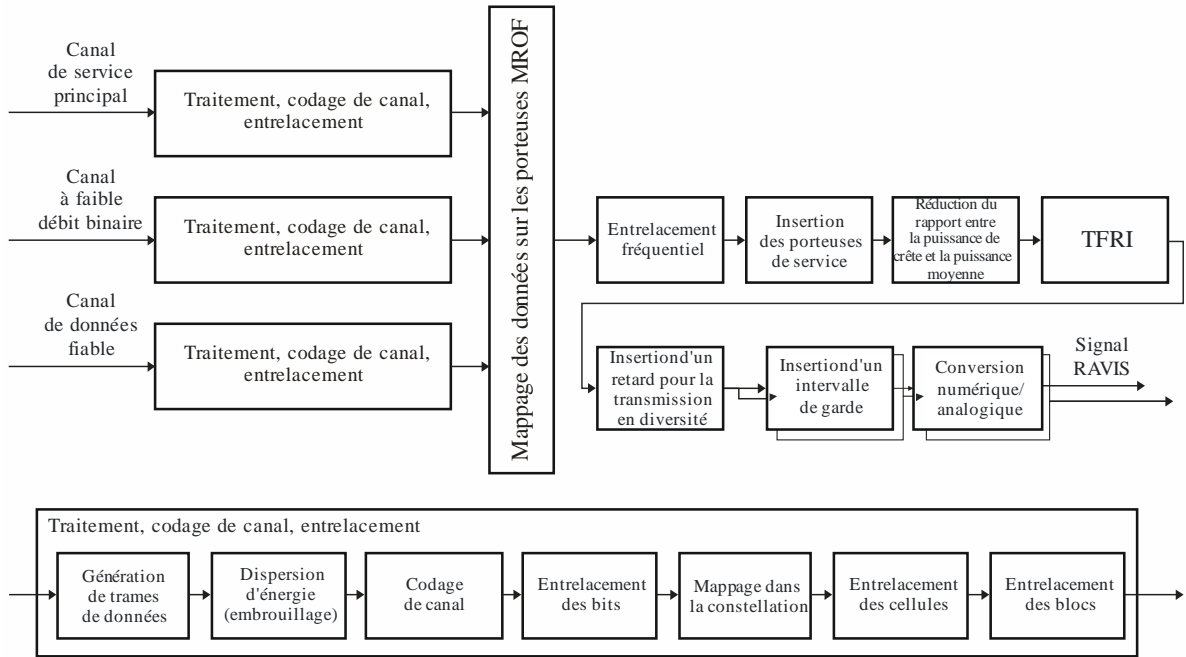 Canal
de service
principal
Traitement, codage de canal,
entrelacement
Canal
à faible
débit binaire
Traitement, codage de canal,
entrelacement
Canal
de données
fiable
Traitement, codage de canal,
entrelacement
Mappage des données sur les porteuses MROF
Entrelacement
fréquentiel
Insertion
des porteuses
de service
Réduction du
rapport entre
la puissance de
crête et la puissance
moyenne
TFRI
Insertiond'un
retard pour la
transmission
en diversité
Insertiond'un
intervalle
de garde
Conversion
numérique/
analogique
Signal
RAVIS
Traitement, codage de canal, entrelacement
Génération
de trames
de données
Dispersion
d'énergie
(embrouillage)
Codage
de canal
Entrelacement
des bits
Mappage dans
la constellation
Entrelacement
des cellules
Entrelacement
des blocs